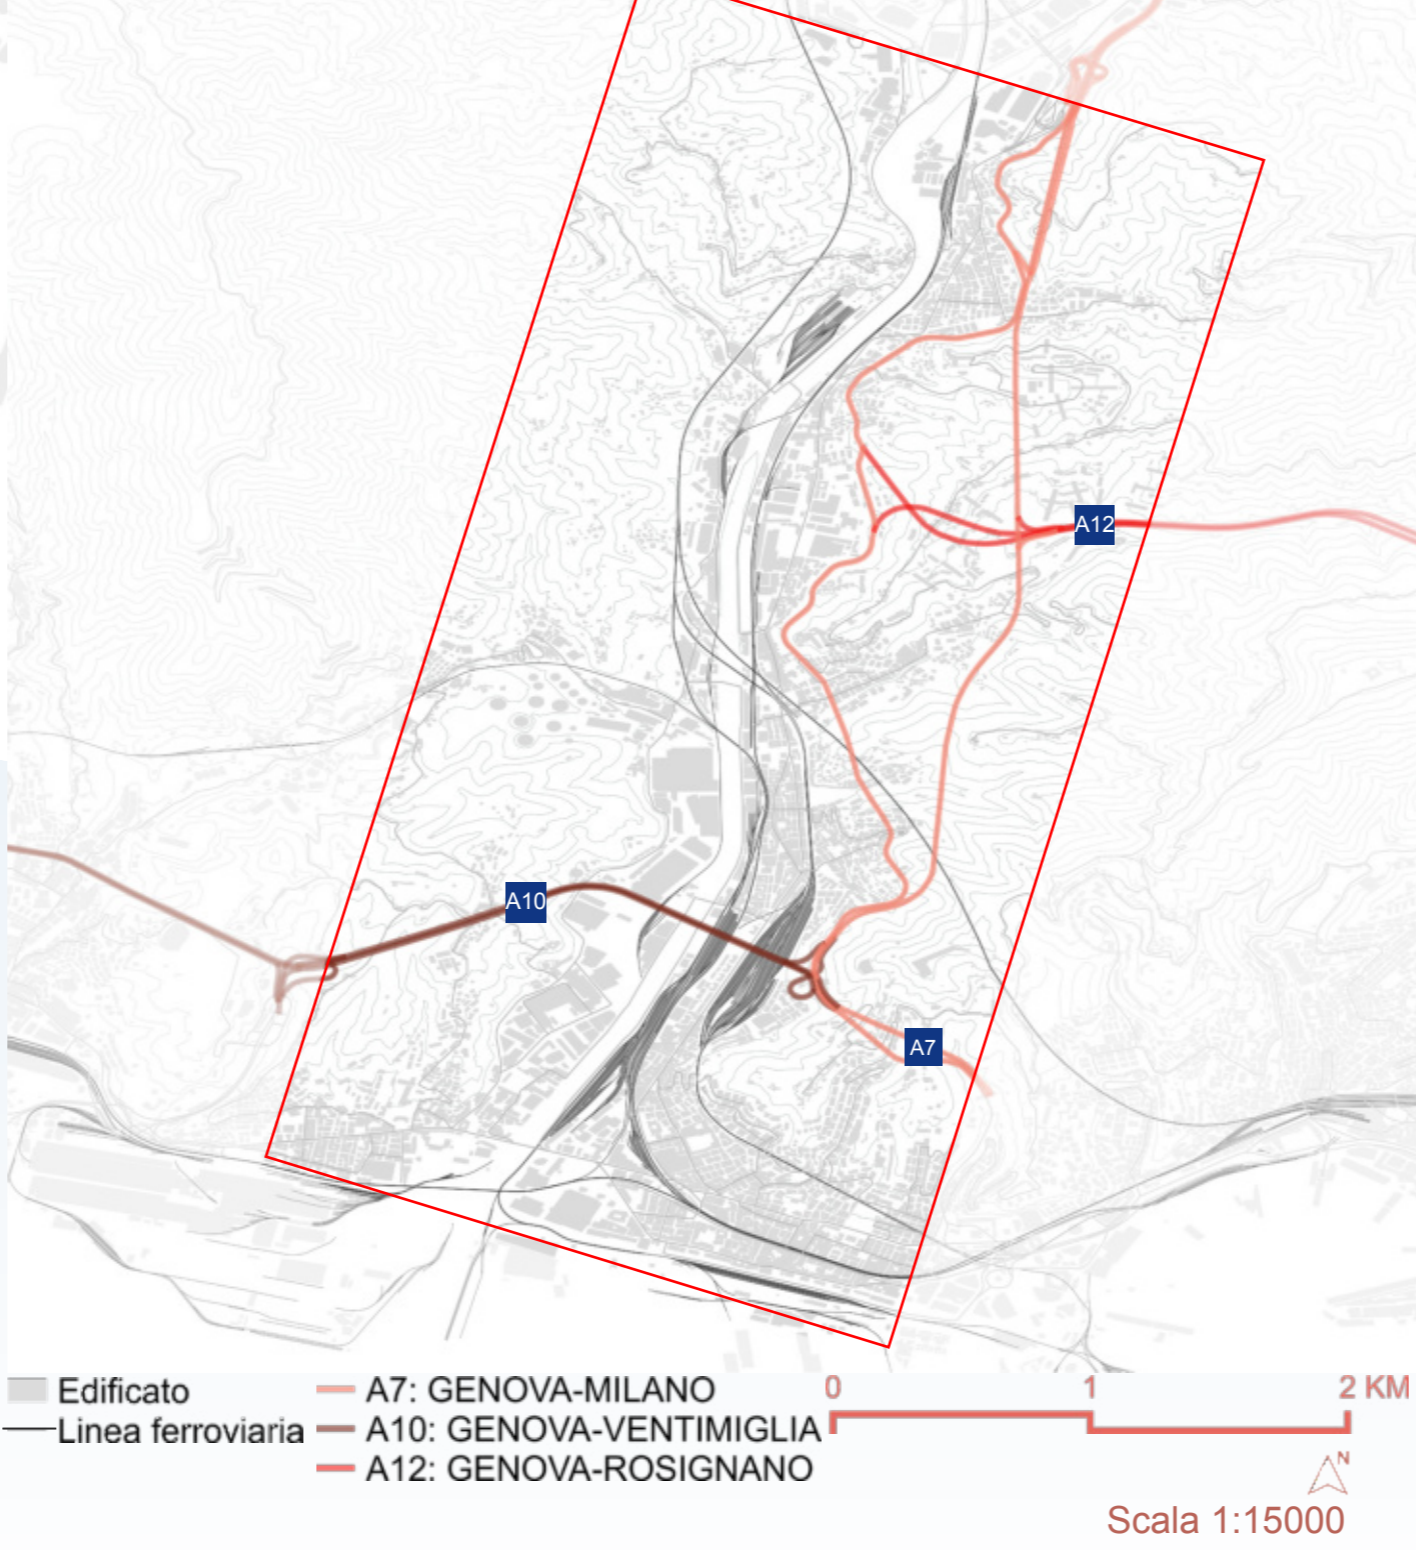 A12
A10
A7
Edificato
Linea ferroviaria
A7: GENOVA-MILANO
A10: GENOVA-VENTIMIGLIA
A12: GENOVA-ROSIGNANO
0 1 2 KM
N
Scala 1:15000